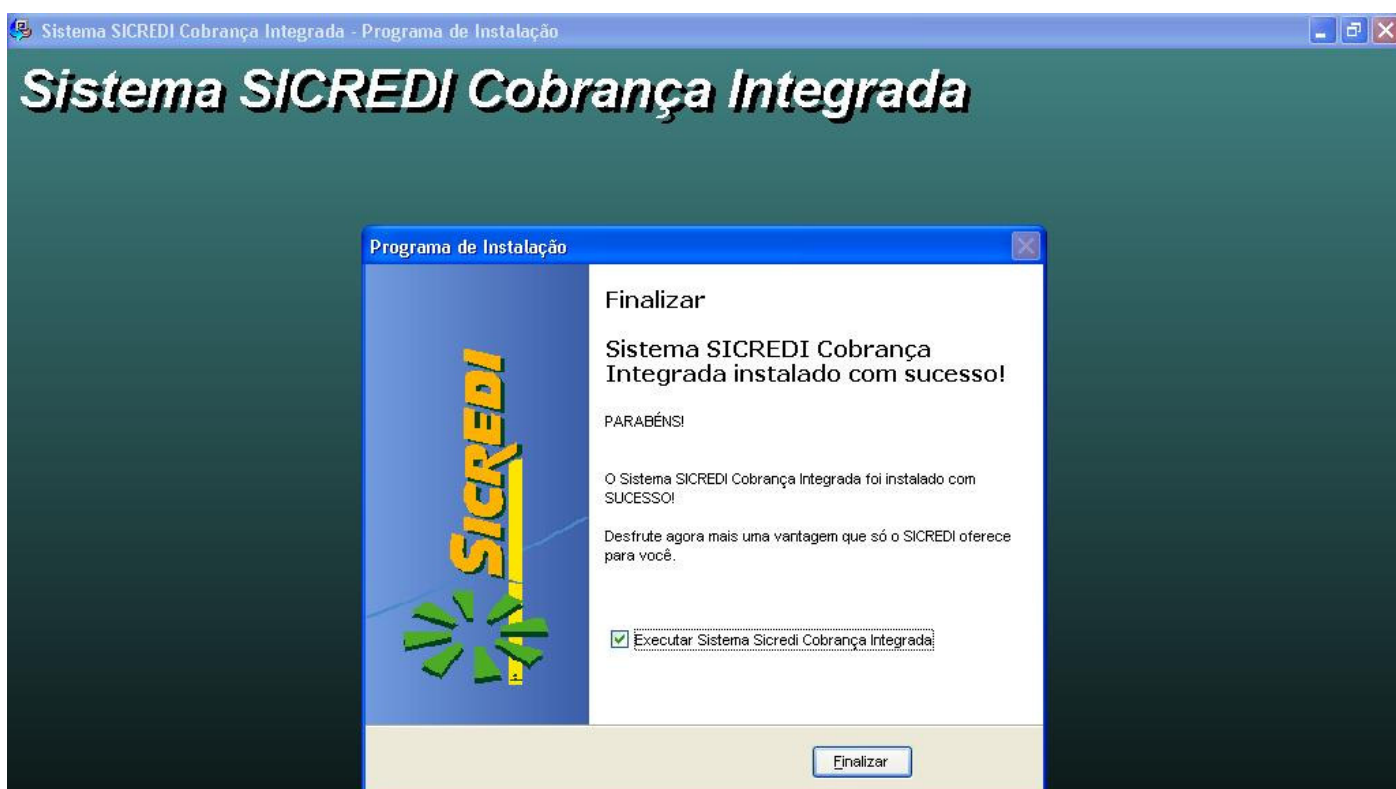 Sistema SICREDI Cobrança Integrada - Programa de Instalação
Sistema SICREDI Cobrança Integrada
Programa de Instalação
SICREDI
Finalizar
Sistema SICREDI Cobrança
Integrada instalado com sucesso!
PARABÉNS!
O Sistema SICREDI Cobrança Integrada foi instalado com
SUCESSO!
Desfrute agora mais uma vantagem que só o SICREDI oferece
para você.
Executar Sistema Sicredi Cobrança Integrada
Finalizar